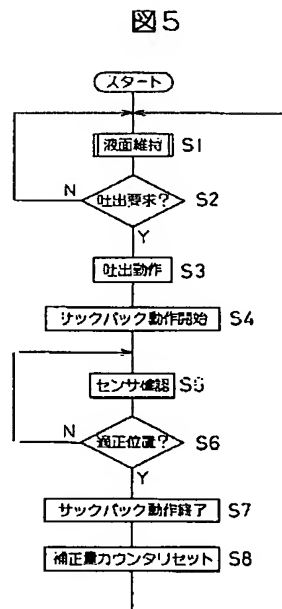 図5
スタート
液面維持 S1
N 吐出要求? S2
Y
吐出動作 S3
サックバック動作開始 S4
センサ確認 S5
N 適正位置? S6
Y
サックバック動作終了 S7
補正量カウンタリセット S8